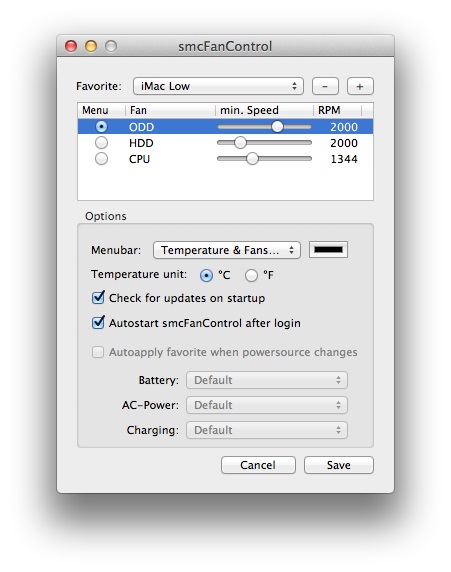 smcFanControl
Favorite: iMac Low - +
Menu Fan min. Speed RPM
ODD 2000
HDD 2000
CPU 1344
Options
Menubar: Temperature & Fans...
Temperature unit: °C °F
Check for updates on startup
Autostart smcFanControl after login
Autoapply favorite when powersource changes
Battery: Default
AC-Power: Default
Charging: Default
Cancel Save